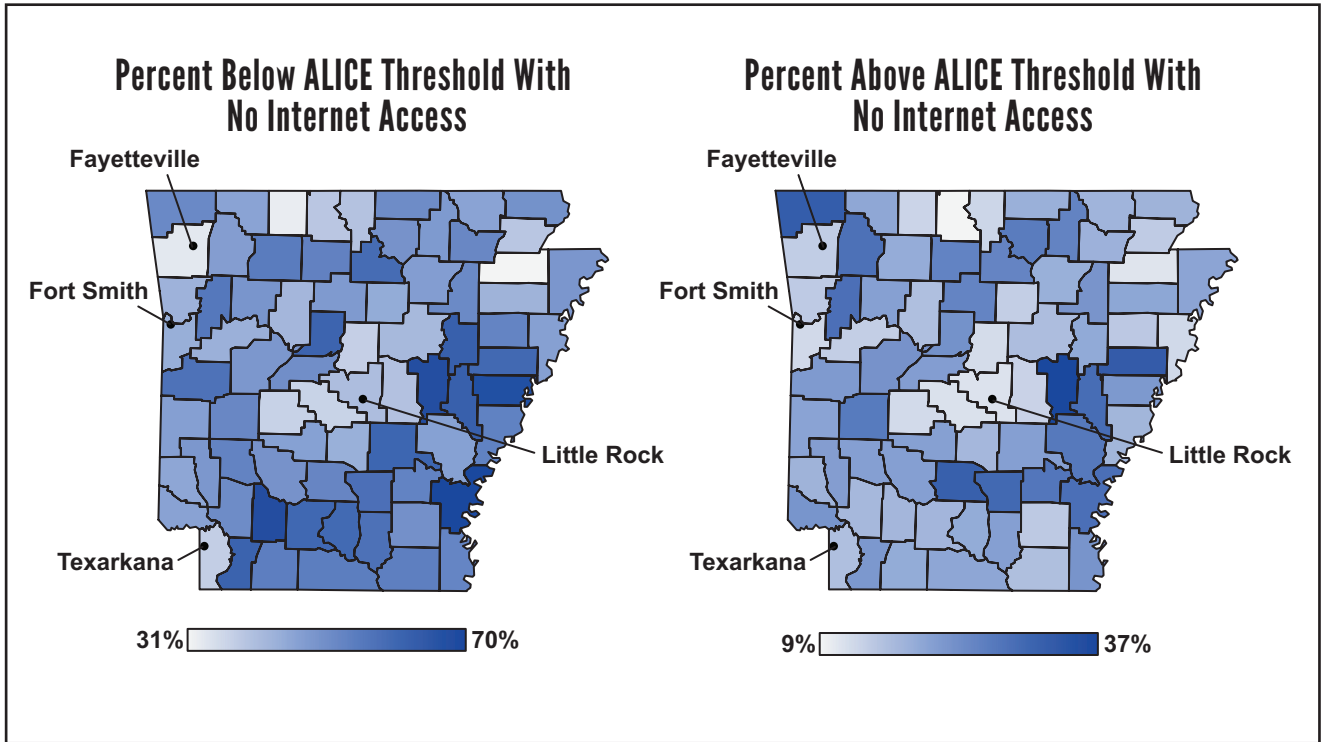 Percent Below ALICE Threshold With
No Internet Access
Fayetteville
Fort Smith
Little Rock
Texarkana
31%
70%
Percent Above ALICE Threshold With
No Internet Access
Fayetteville
Fort Smith
Little Rock
Texarkana
9%
37%